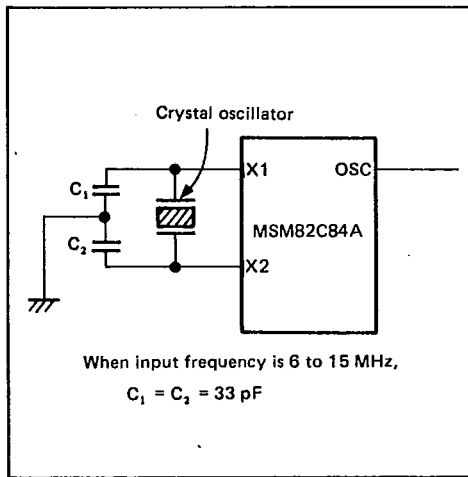 Crystal oscillator
X1
OSC
C₁
MSM82C84A
C₂
X2
When input frequency is 6 to 15 MHz,
C₁ = C₂ = 33 pF